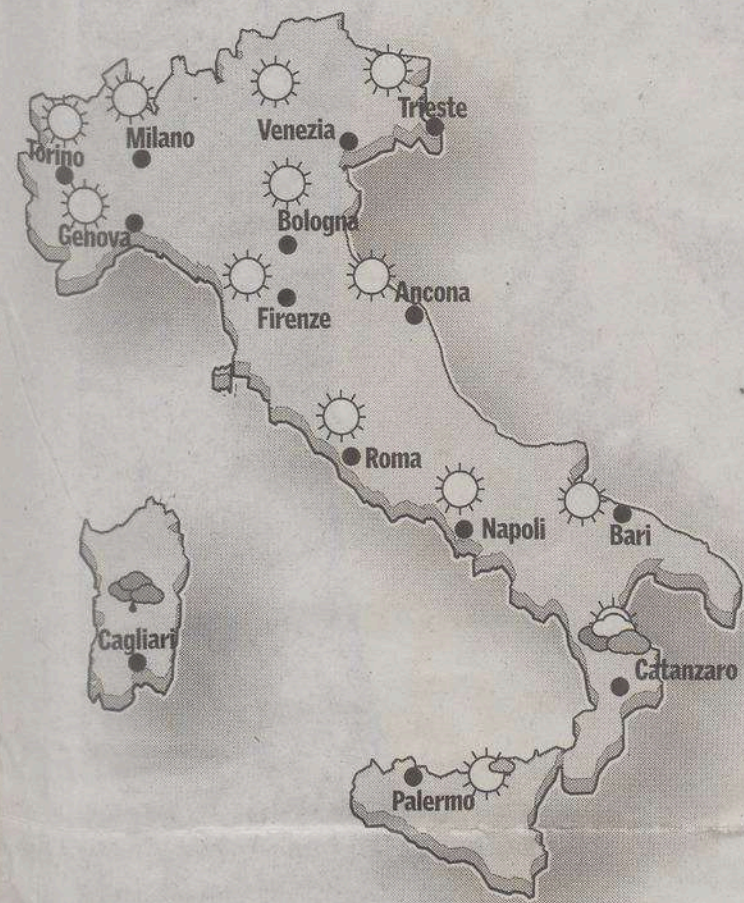 Trieste
Venezia
Milano
Torino
Bologna
Genova
Ancona
Firenze
Roma
Napoli
Bari
Cagliari
Catanzaro
Palermo